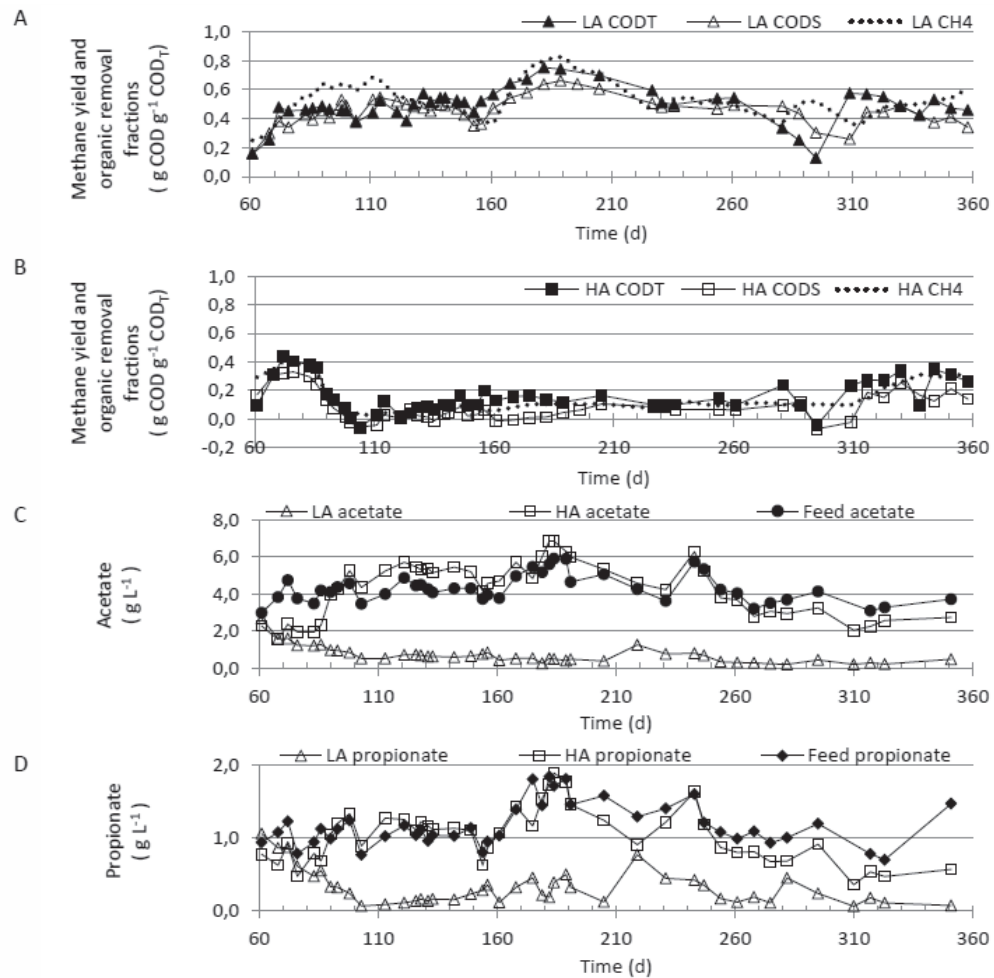 A
LA CODT LA CODS LA CH4
Methane yield and
organic removal
fractions
( g COD g-1 CODT)
1,0
0,8
0,6
0,4
0,2
0,0
60 110 160 210 260 310 360
Time (d)
B
HA CODT HA CODS HA CH4
Methane yield and
organic removal
fractions
(g COD g-1 CODT)
1,0
0,8
0,6
0,4
0,2
0,0
-0,2
60 110 160 210 260 310 360
Time (d)
C
LA acetate HA acetate Feed acetate
Acetate
( g L-1)
8,0
6,0
4,0
2,0
0,0
60 110 160 210 260 310 360
Time (d)
D
LA propionate HA propionate Feed propionate
Propionate
( g L-1)
2,0
1,0
0,0
60 110 160 210 260 310 360
Time (d)